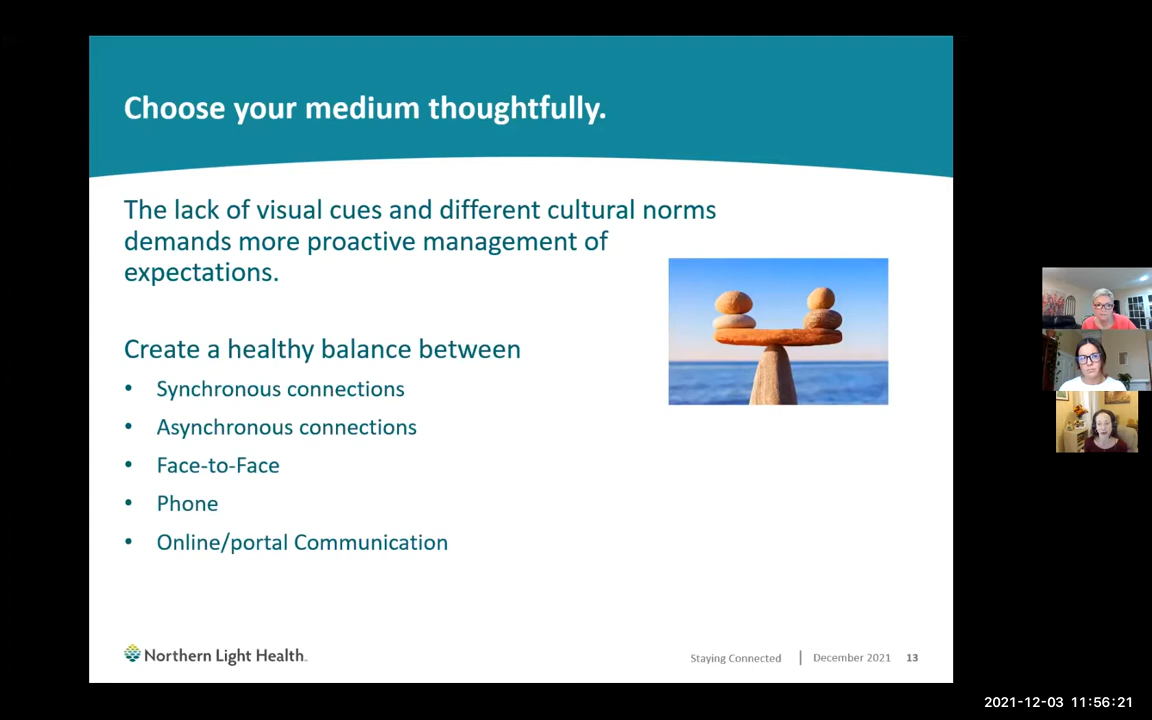 Choose your medium thoughtfully.
The lack of visual cues and different cultural norms
demands more proactive management of
expectations.
Create a healthy balance between
• Synchronous connections
• Asynchronous connections
• Face-to-Face
• Phone
• Online/portal Communication
Northern Light Health.
Staying Connected | December 2021 13
2021-12-03 11:56:21